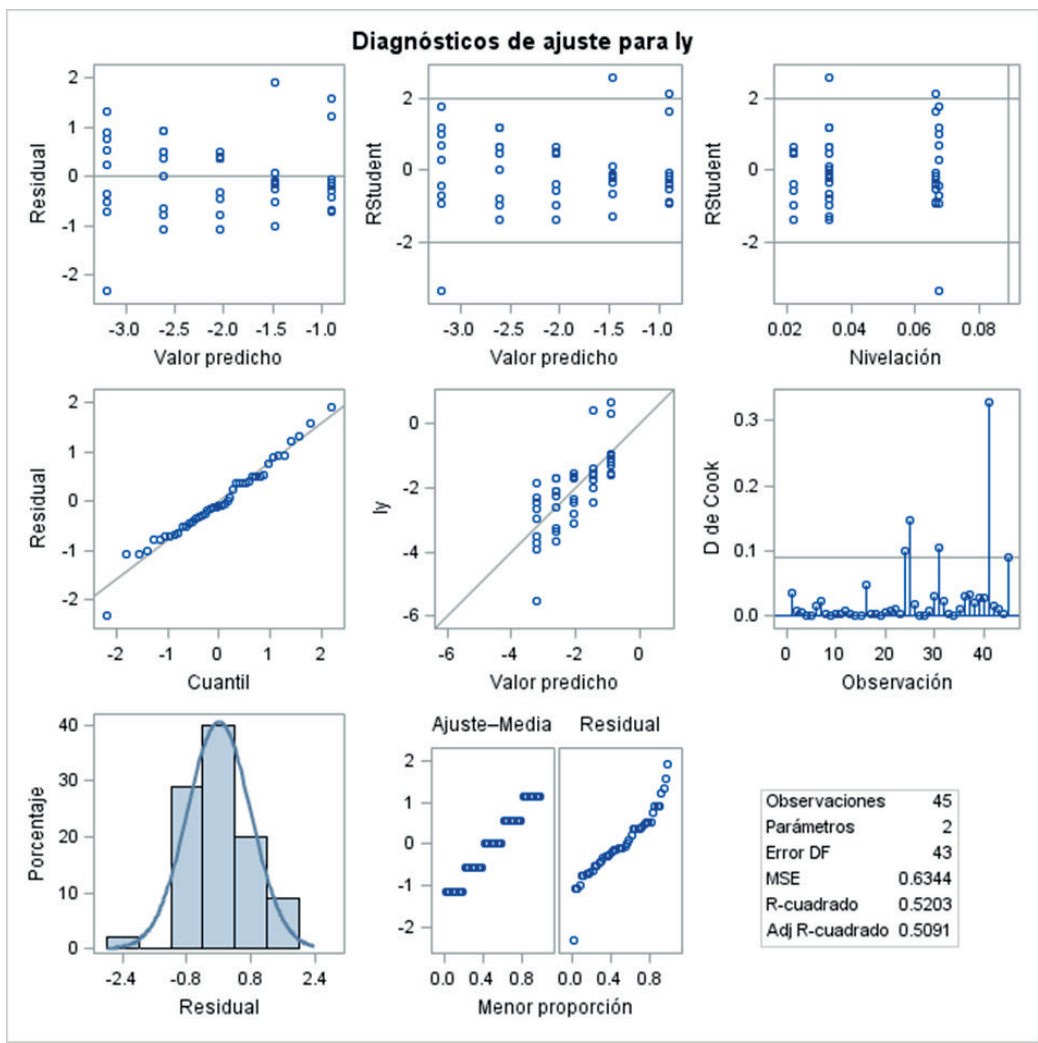 Diagnósticos de ajuste para ly
Residual
2
1
0
-1
-2
-3.0 -2.5 -2.0 -1.5 -1.0
Valor predicho
RStudent
2
0
-2
-3.0 -2.5 -2.0 -1.5 -1.0
Valor predicho
RStudent
2
0
-2
0.02 0.04 0.06 0.08
Nivelación
Residual
2
1
0
-1
-2
-2 -1 0 1 2
Cuantil
ly
0
-2
-4
-6
-6 -4 -2 0
Valor predicho
D de Cook
0.3
0.2
0.1
0.0
0 10 20 30 40
Observación
Porcentaje
40
30
20
10
0
-2.4 -0.8 0.8 2.4
Residual
Ajuste–Media Residual
2
1
0
-1
-2
0.0 0.4 0.8 0.0 0.4 0.8
Menor proporción
Observaciones 45
Parámetros 2
Error DF 43
MSE 0.6344
R-cuadrado 0.5203
Adj R-cuadrado 0.5091